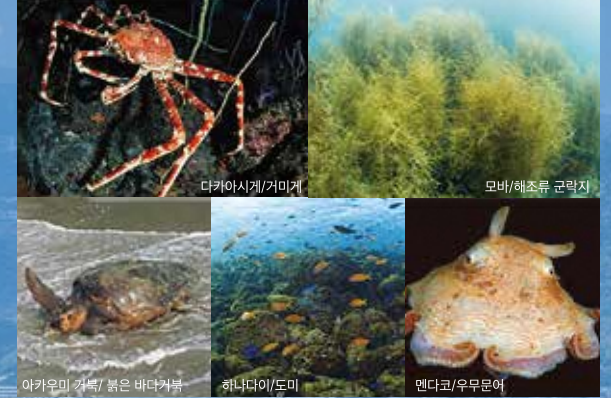 다카아시게/거미게
모바/해조류 군락지
아카우미 거북/ 붉은 바다거북
하나다이/도미
멘다코/우무문어